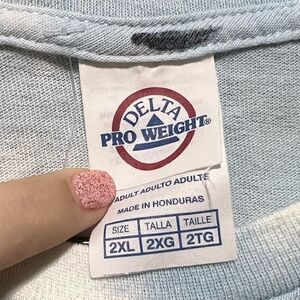 DELTA
PRO WEIGHT®
ADULT ADULTO ADULTE
MADE IN HONDURAS
SIZE TALLA TAILLE
2XL 2XG 2TG